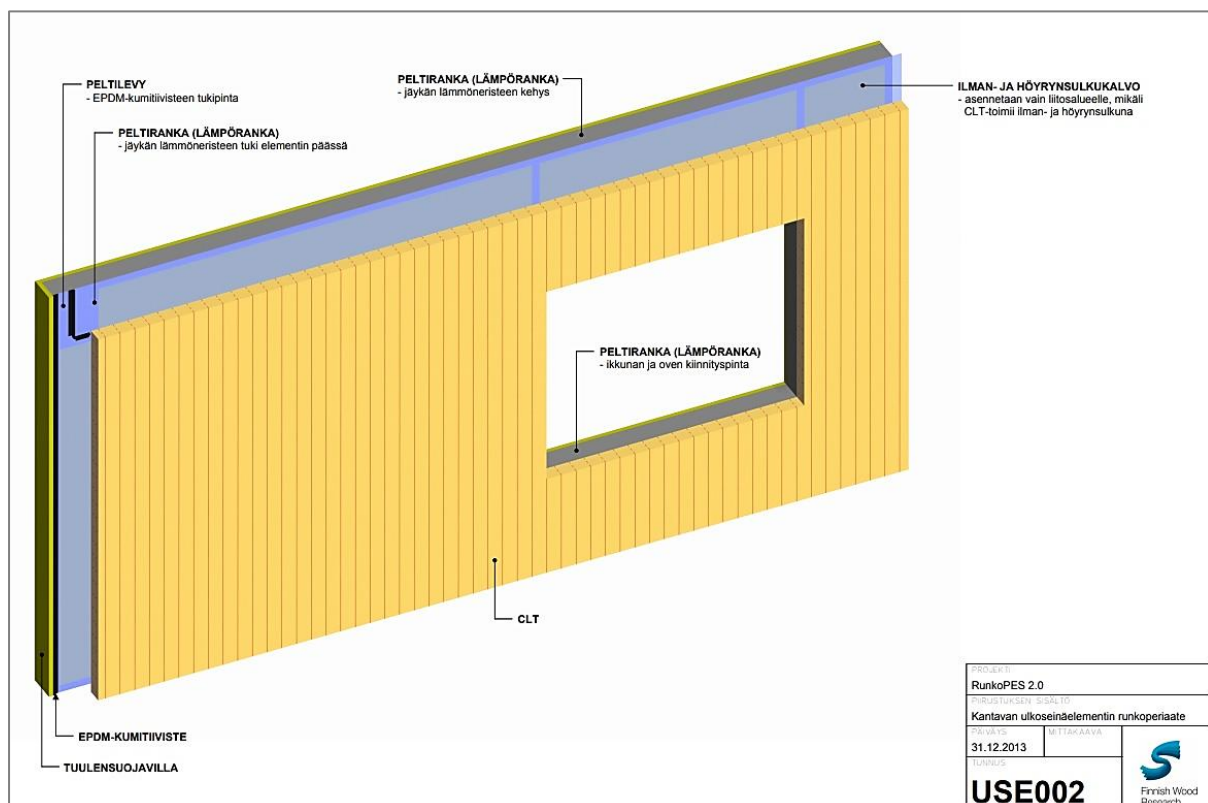 PELTILEVY
- EPDM-kumitiivisteen tukipinta
PELTIRANKA (LÄMPÖRANKA)
- jäykän lämmöneristeen tuki elementin päässä
PELTIRANKA (LÄMPÖRANKA)
- jäykän lämmöneristeen kehys
ILMAN- JA HÖYRYNSULKUKALVO
- asennetaan vain liitosalueelle, mikäli
CLT-toimii ilman- ja höyrynsulkuna
PELTIRANKA (LÄMPÖRANKA)
- ikkunan ja oven kiinnityspinta
CLT
EPDM-KUMITIIVISTE
TUULENSUOJAVILLA
PROJEKTI
RunkoPES 2.0
PIIRUSTUKSEN SISÄLTÖ
Kantavan ulkoseinäelementin runkoperiaate
PÄIVÄYS
MITTAKAAVA
31.12.2013
TUNNUS
USE002
Finnish Wood
Research